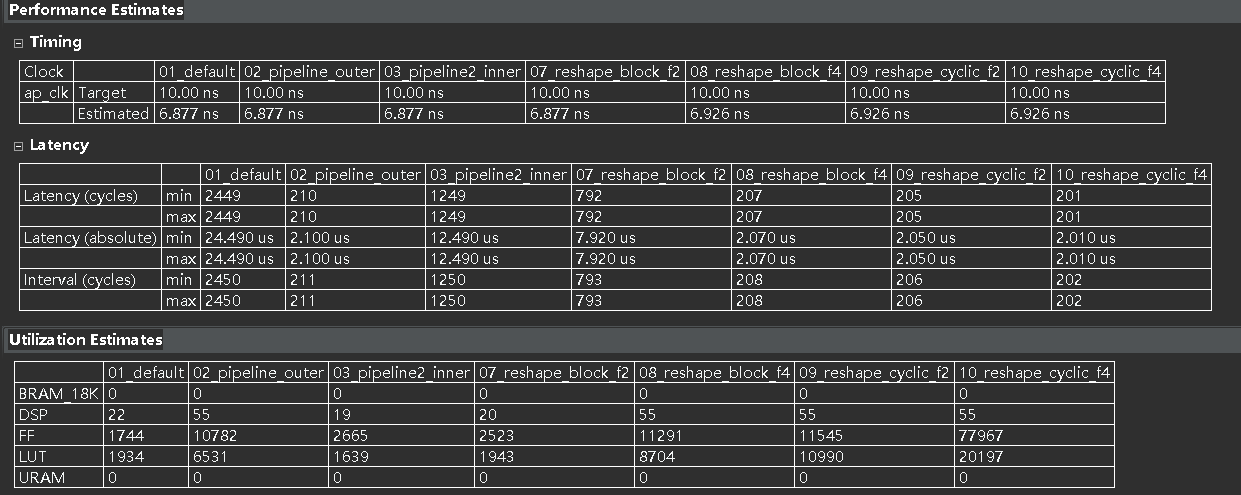 Performance Estimates
Timing
Clock 01_default 02_pipeline_outer 03_pipeline2_inner 07_reshape_block_f2 08_reshape_block_f4 09_reshape_cyclic_f2 10_reshape_cyclic_f4
ap_clk Target 10.00 ns 10.00 ns 10.00 ns 10.00 ns 10.00 ns 10.00 ns 10.00 ns
Estimated 6.877 ns 6.877 ns 6.877 ns 6.877 ns 6.926 ns 6.926 ns 6.926 ns
Latency
01_default 02_pipeline_outer 03_pipeline2_inner 07_reshape_block_f2 08_reshape_block_f4 09_reshape_cyclic_f2 10_reshape_cyclic_f4
Latency (cycles) min 2449 210 1249 792 207 205 201
max 2449 210 1249 792 207 205 201
Latency (absolute) min 24.490 us 2.100 us 12.490 us 7.920 us 2.070 us 2.050 us 2.010 us
max 24.490 us 2.100 us 12.490 us 7.920 us 2.070 us 2.050 us 2.010 us
Interval (cycles) min 2450 211 1250 793 208 206 202
max 2450 211 1250 793 208 206 202
Utilization Estimates
01_default 02_pipeline_outer 03_pipeline2_inner 07_reshape_block_f2 08_reshape_block_f4 09_reshape_cyclic_f2 10_reshape_cyclic_f4
BRAM_18K 0 0 0 0 0 0 0
DSP 22 55 19 20 55 55 55
FF 1744 10782 2665 2523 11291 11545 77967
LUT 1934 6531 1639 1943 8704 10990 20197
URAM 0 0 0 0 0 0 0